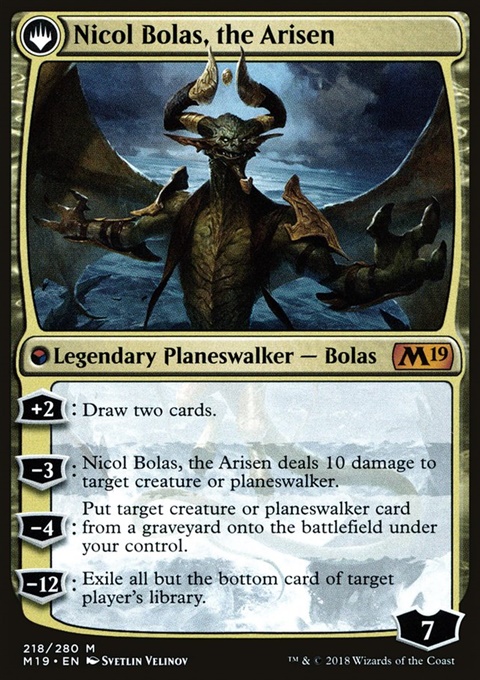 Nicol Bolas, the Arisen
Legendary Planeswalker — Bolas
M19
+2: Draw two cards.
−3: Nicol Bolas, the Arisen deals 10 damage to
target creature or planeswalker.
−4: Put target creature or planeswalker card
from a graveyard onto the battlefield under
your control.
−12: Exile all but the bottom card of target
player's library.
7
218/280 M
M19 • EN Svetlin Velinov
™ & © 2018 Wizards of the Coast